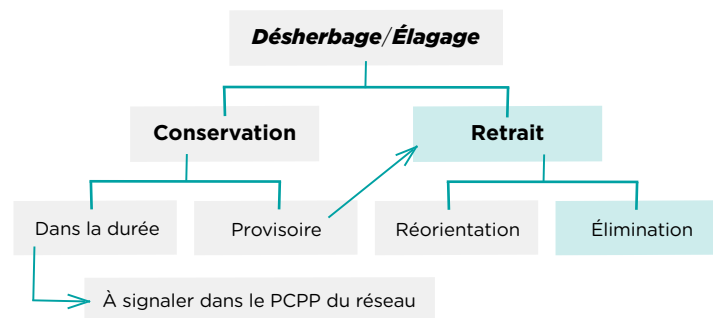 Désherbage/Élagage
Conservation
Retrait
Dans la durée
Provisoire
Réorientation
Élimination
À signaler dans le PCPP du réseau